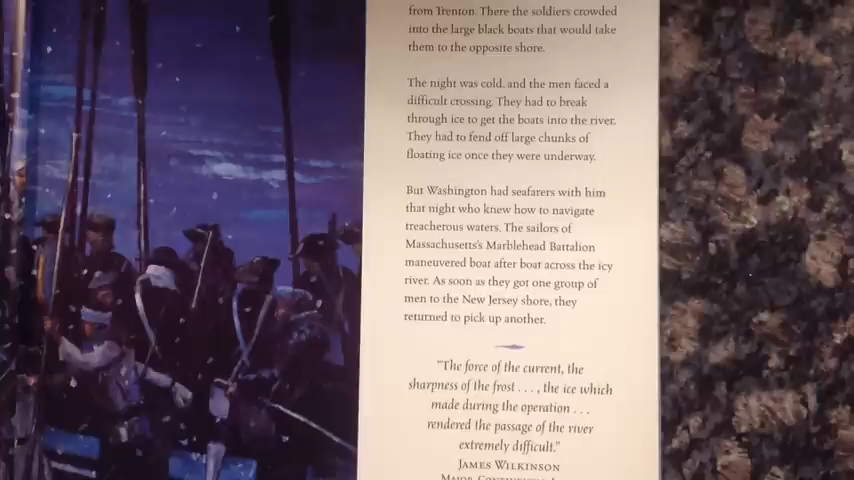 from Trenton. There the soldiers crowded
into the large black boats that would take
them to the opposite shore.
The night was cold, and the men faced a
difficult crossing. They had to break
through ice to get the boats into the river.
They had to fend off large chunks of
floating ice once they were underway.
But Washington had seafarers with him
that night who knew how to navigate
treacherous waters. The sailors of
Massachusetts's Marblehead Battalion
maneuvered boat after boat across the icy
river. As soon as they got one group of
men to the New Jersey shore, they
returned to pick up another.
"The force of the current, the
sharpness of the frost . . . , the ice which
made during the operation . . .
rendered the passage of the river
extremely difficult."
James Wilkinson
Major